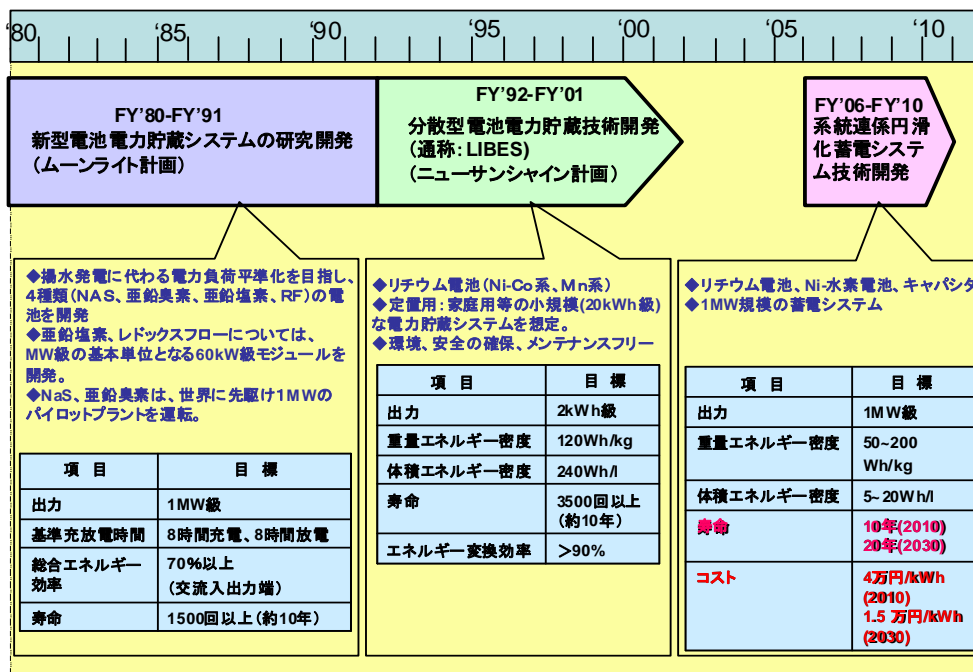 '80 '85 '90 '95 '00 '05 '10
FY'80-FY'91
新型電池電力貯蔵システムの研究開発
(ムーンライト計画)
FY'92-FY'01
分散型電池電力貯蔵技術開発
(通称:LIBES)
(ニューサンシャイン計画)
FY'06-FY'10
系統連係円滑
化蓄電システ
ム技術開発
◆揚水発電に代わる電力負荷平準化を目指し、
4種類(NAS、亜鉛臭素、亜鉛塩素、RF)の電
池を開発
◆亜鉛塩素、レドックスフローについては、
MW級の基本単位となる60kW級モジュールを
開発。
◆NaS、亜鉛臭素は、世界に先駆け1MWの
パイロットプラントを運転。
項 目 目 標
出力 1MW級
基準充放電時間 8時間充電、8時間放電
総合エネルギー
効率
70%以上
(交流入出力端)
寿命 1500回以上(約10年)
◆リチウム電池(Ni-Co系、Mn系)
◆定置用:家庭用等の小規模(20kWh級)
な電力貯蔵システムを想定。
◆環境、安全の確保、メンテナンスフリー
項 目 目 標
出力 2kWh級
重量エネルギー密度 120Wh/kg
体積エネルギー密度 240Wh/l
寿命 3500回以上
(約10年)
エネルギー変換効率 >90%
◆リチウム電池、Ni-水素電池、キャパシタ
◆1MW規模の蓄電システム
項 目 目 標
出力 1MW級
重量エネルギー密度 50~200
Wh/kg
体積エネルギー密度 5~20Wh/l
寿命 10年(2010)
20年(2030)
コスト 4万円/kWh
(2010)
1.5 万円/kWh
(2030)